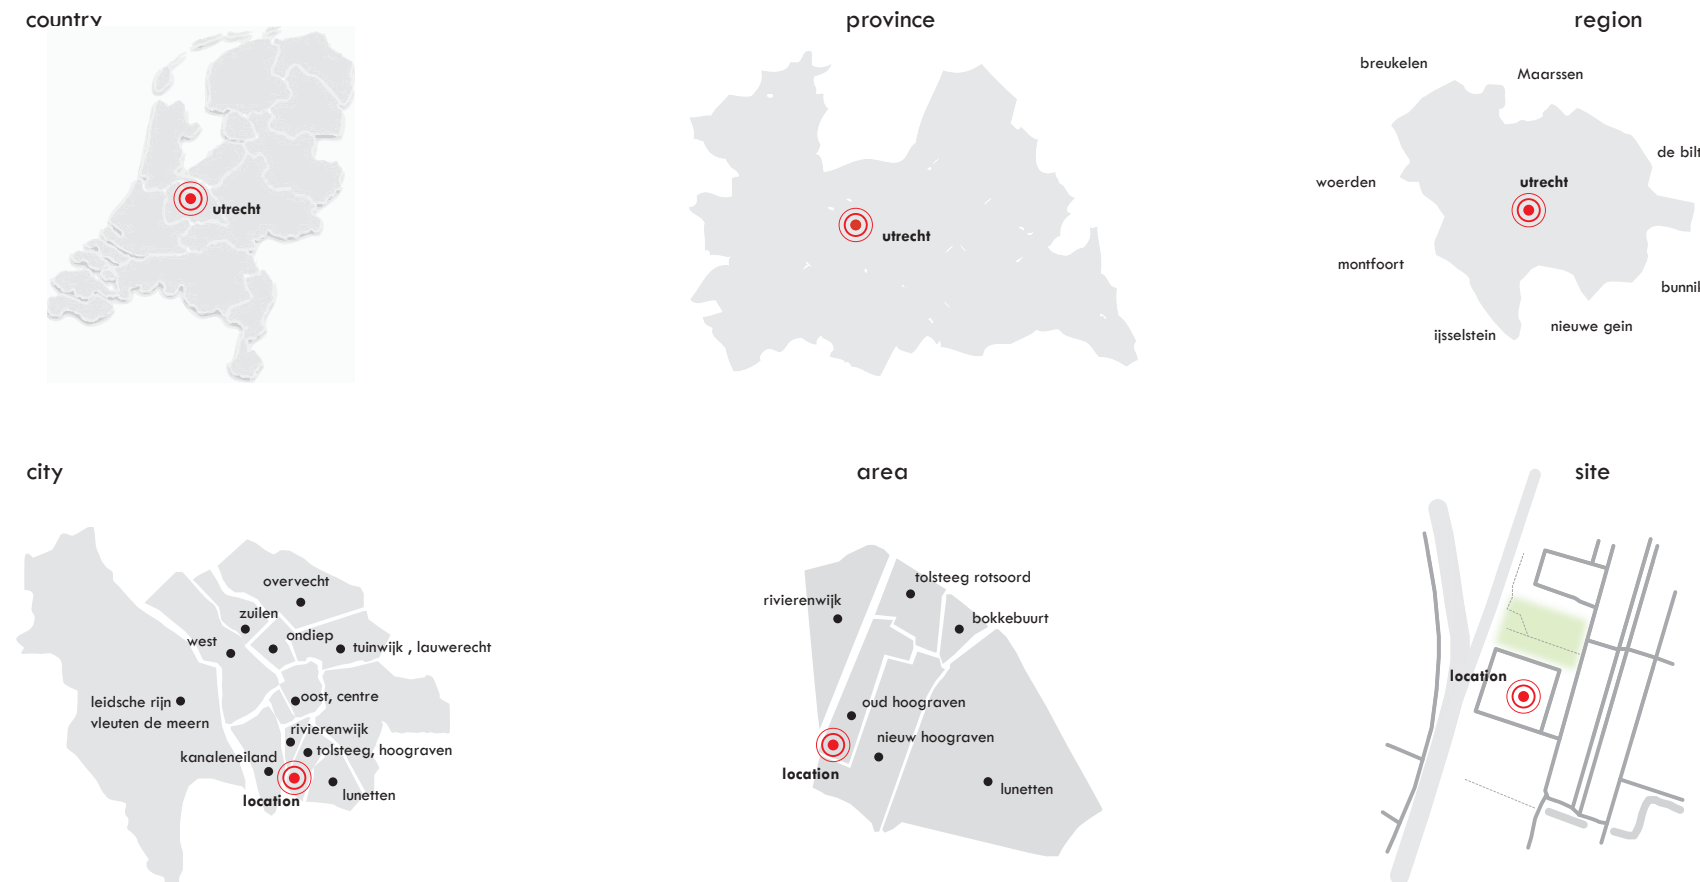 country
province
region
utrecht
utrecht
breukelen
Maarssen
de bilt
woerden
utrecht
montfoort
bunnik
ijsselstein
nieuwe gein
city
area
site
overvecht
zuilen
ondiep
west
tuinwijk , lauwerecht
leidsche rijn
vleuten de meern
oost, centre
rivierenwijk
tolsteeg, hoograven
kanaleneiland
location
lunetten
tolsteeg rotsoord
rivierenwijk
bokkebuurt
oud hoograven
nieuw hoograven
location
lunetten
location